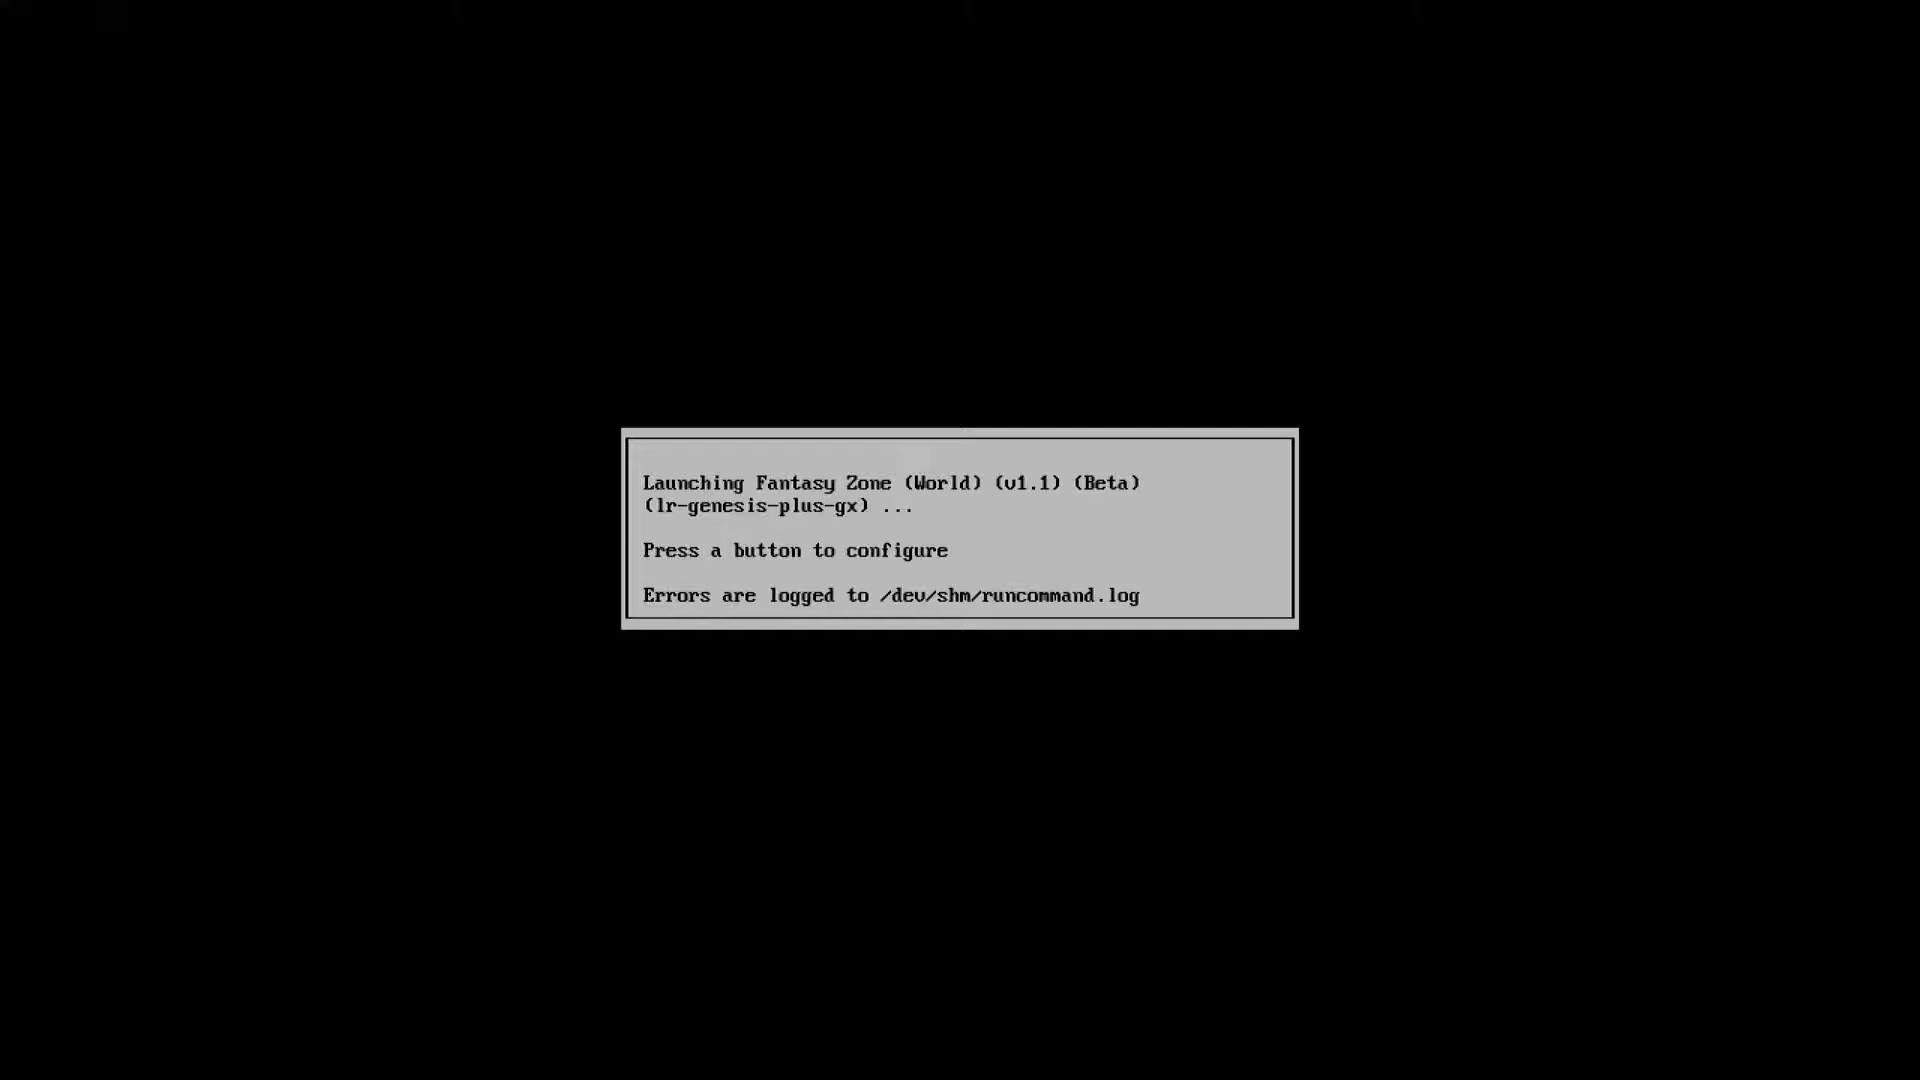 Launching Fantasy Zone (World) (v1.1) (Beta)
(lr-genesis-plus-gx) ...
Press a button to configure
Errors are logged to /dev/shm/runcommand.log